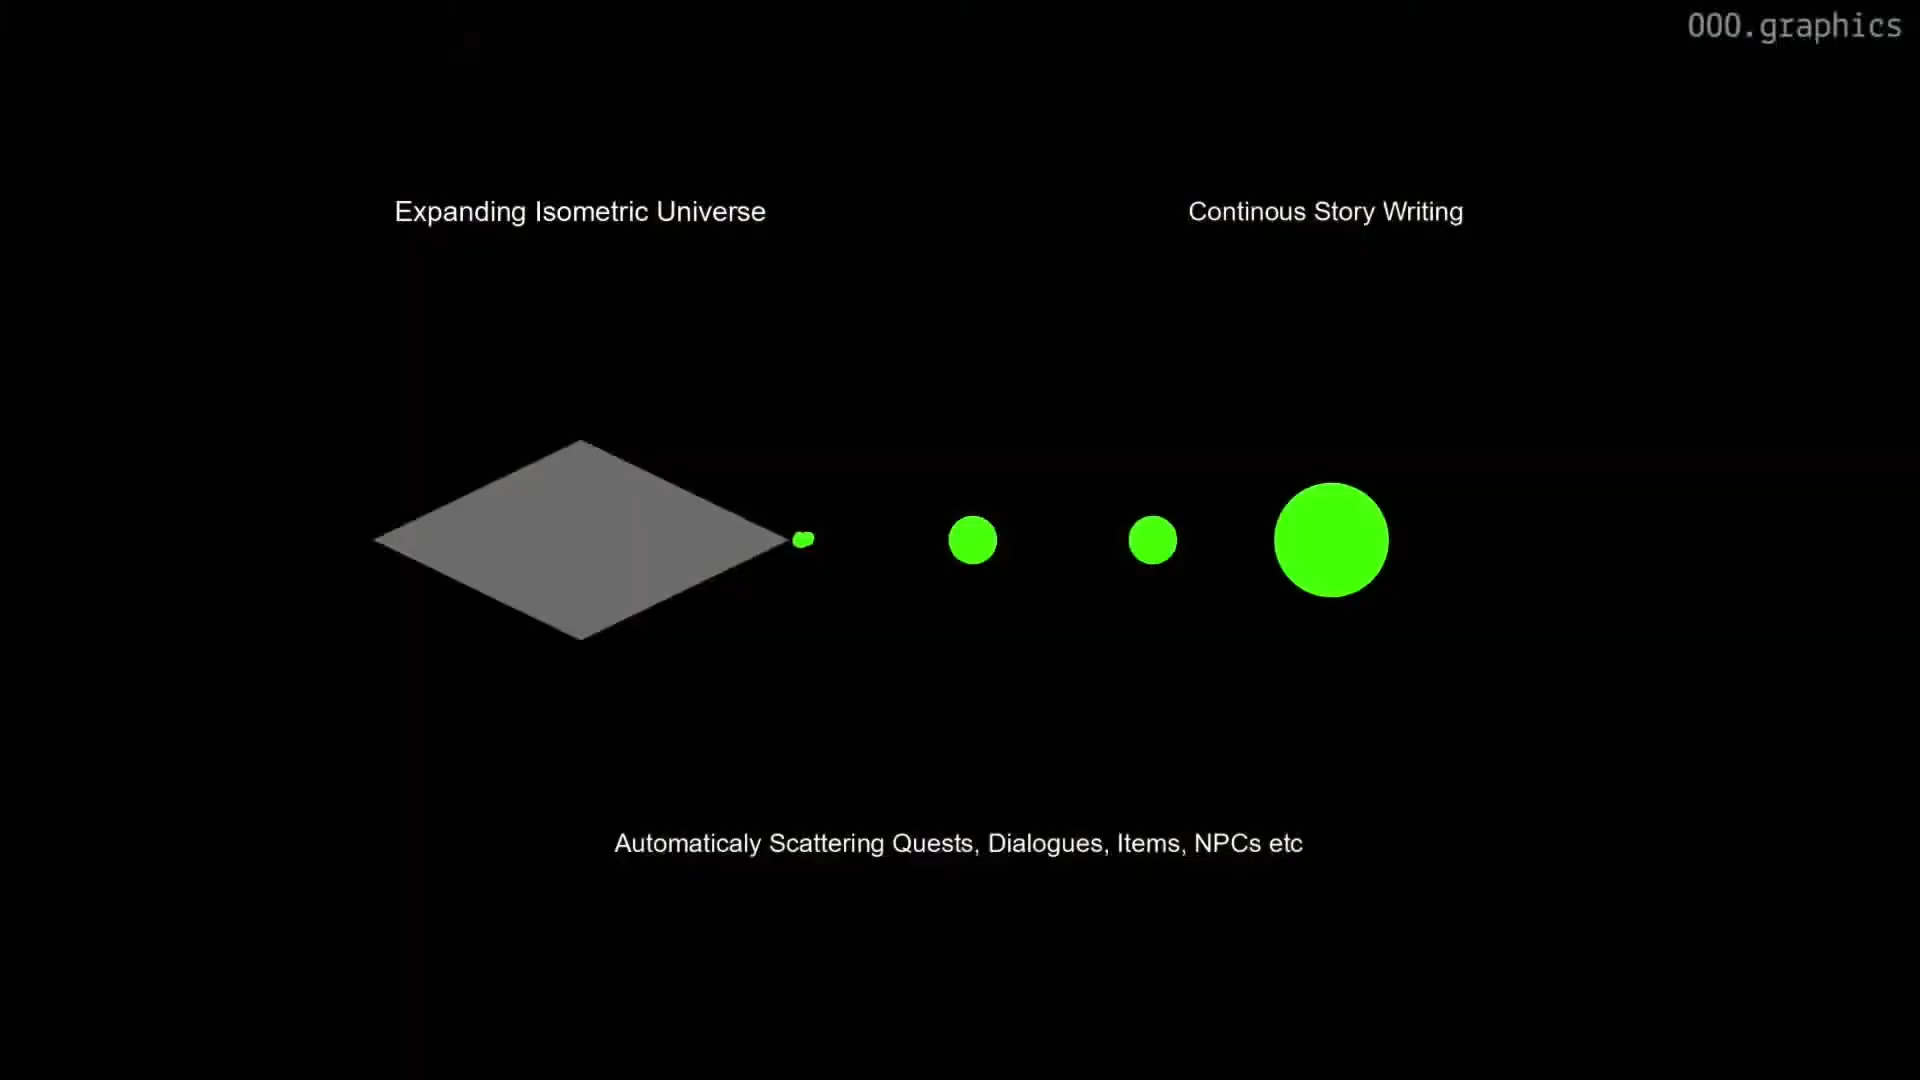 000.graphics
Expanding Isometric Universe
Continous Story Writing
Automaticaly Scattering Quests, Dialogues, Items, NPCs etc